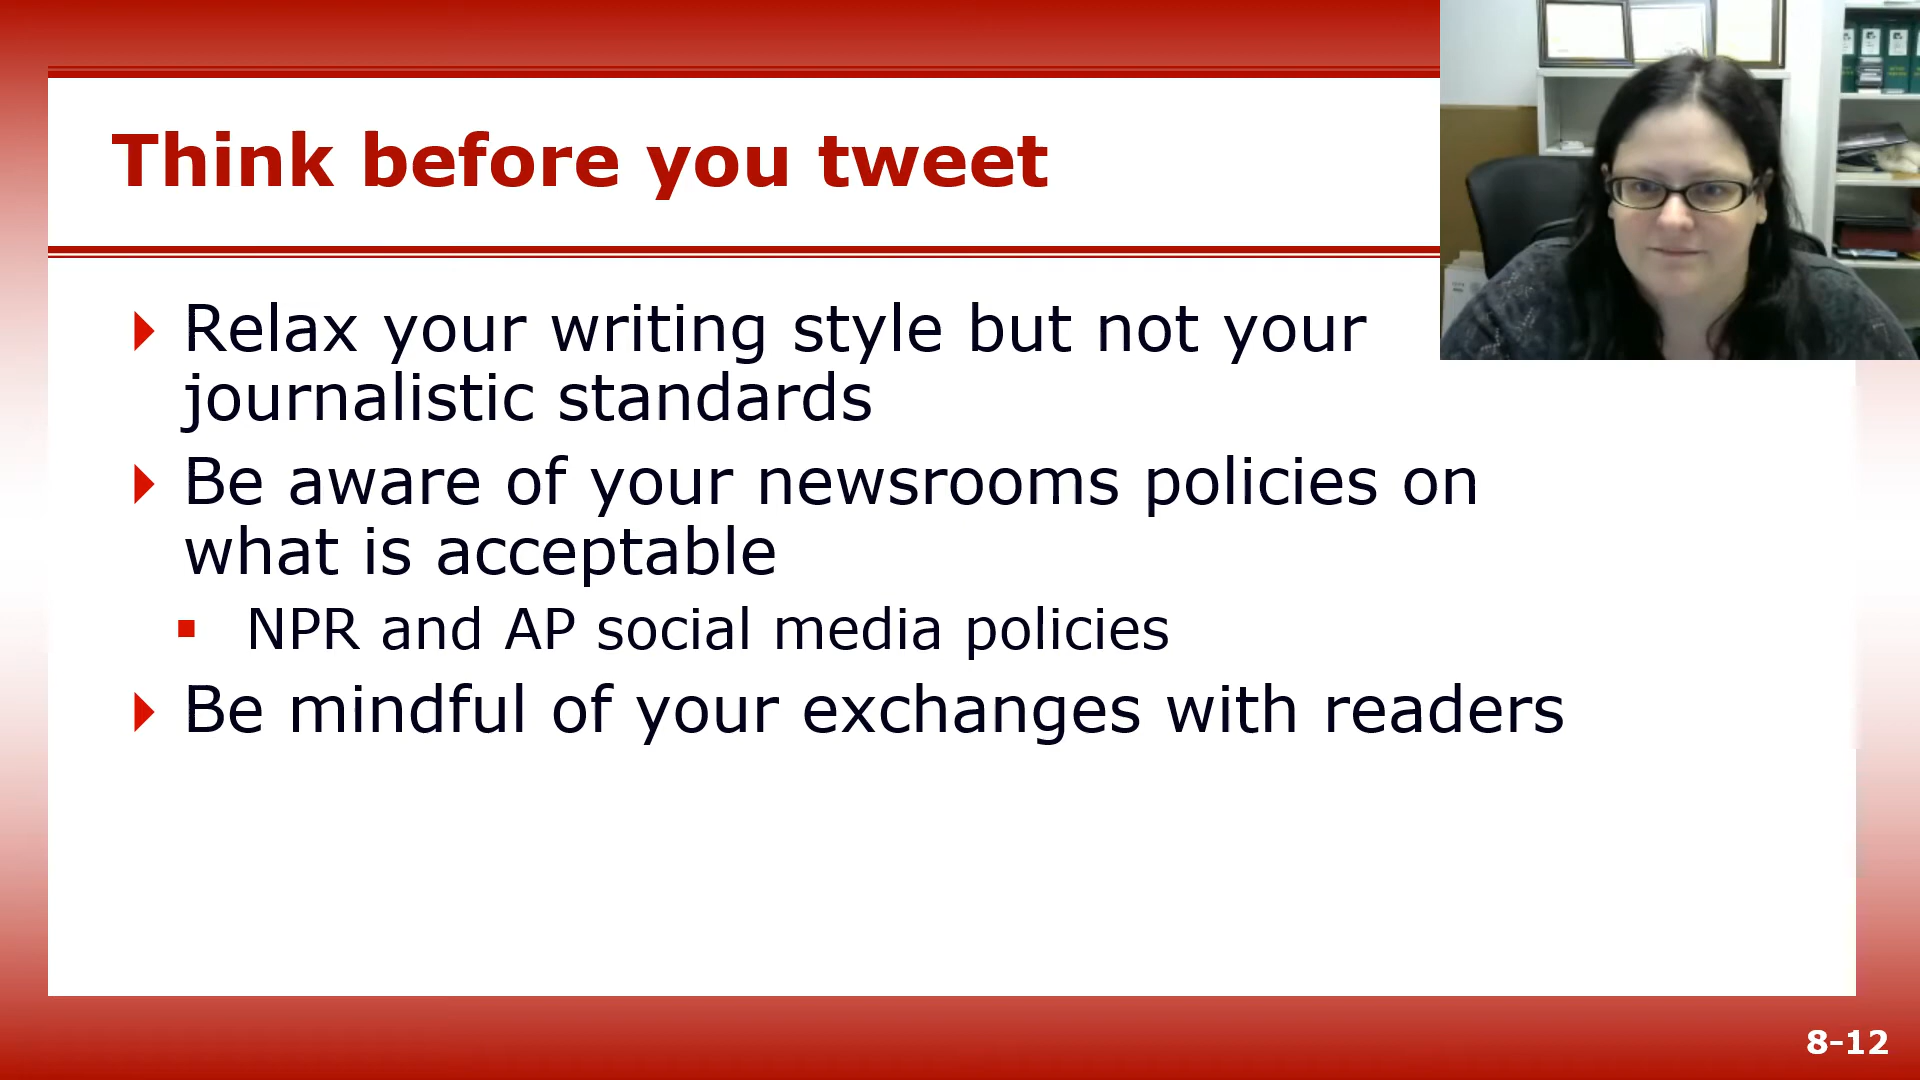 Think before you tweet
Relax your writing style but not your
journalistic standards
Be aware of your newsrooms policies on
what is acceptable
NPR and AP social media policies
Be mindful of your exchanges with readers
8-12